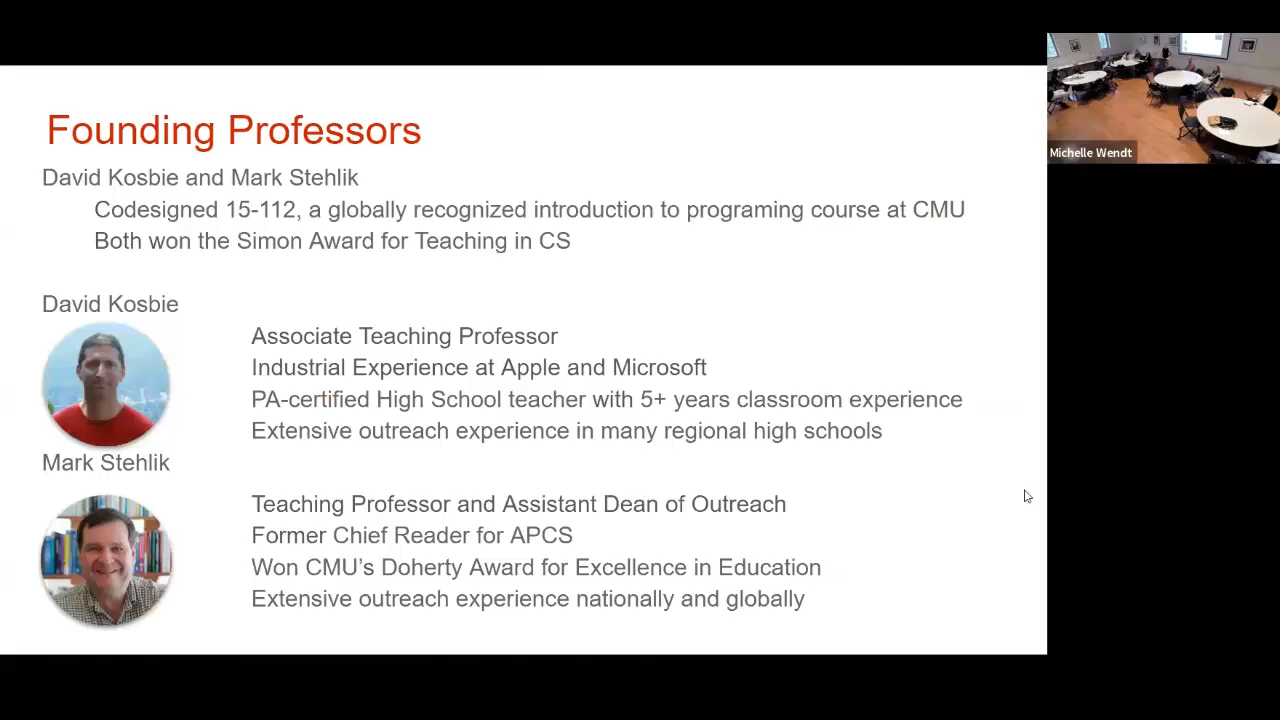 Founding Professors
David Kosbie and Mark Stehlik
Codesigned 15-112, a globally recognized introduction to programing course at CMU
Both won the Simon Award for Teaching in CS
David Kosbie
Associate Teaching Professor
Industrial Experience at Apple and Microsoft
PA-certified High School teacher with 5+ years classroom experience
Extensive outreach experience in many regional high schools
Mark Stehlik
Teaching Professor and Assistant Dean of Outreach
Former Chief Reader for APCS
Won CMU’s Doherty Award for Excellence in Education
Extensive outreach experience nationally and globally
Michelle Wendt